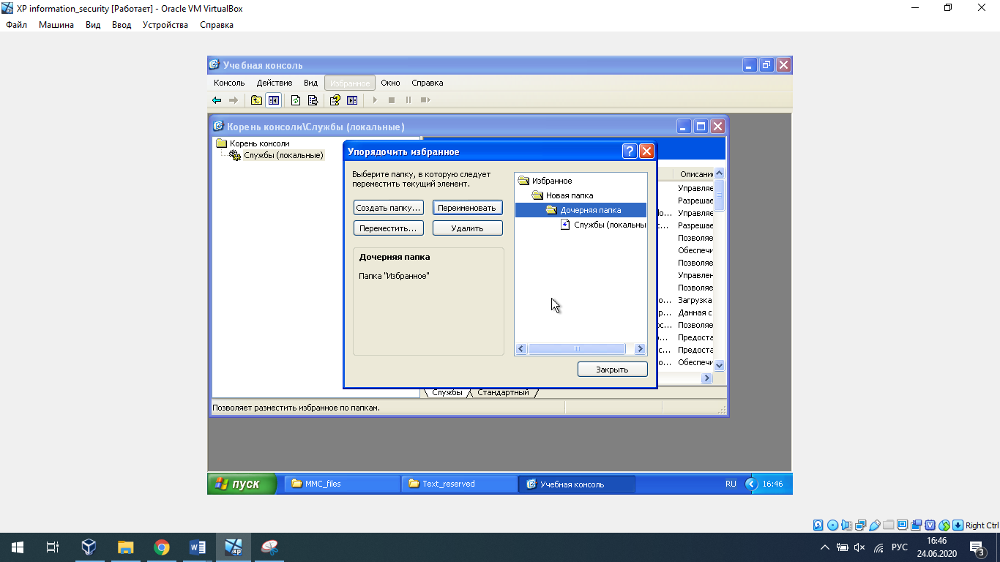 XP information_security [Работает] - Oracle VM VirtualBox
Файл Машина Вид Ввод Устройства Справка
Учебная консоль
Консоль Действие Вид Избранное Окно Справка
Корень консоли\Службы (локальные)
Корень консоли
Службы (локальные)
Упорядочить избранное
Выберите папку, в которую следует
переместить текущий элемент.
Создать папку... Переименовать
Переместить... Удалить
Дочерняя папка
Папка "Избранное"
Избранное
Новая папка
Дочерняя папка
Службы (локальны
Закрыть
Описани
Управляе
Разрешае
Управляе
Разрешае
Позволяе
Обеспечи
Позволяе
Управлен
Позволяе
Загрузка
Данная с
Позволяе
Предоста
Предоста
Обеспечи
Службы Стандартный
Позволяет разместить избранное по папкам.
пуск MMC_files Text_reserved Учебная консоль RU 16:46
Right Ctrl
XP
РУС 16:46
24.06.2020
3